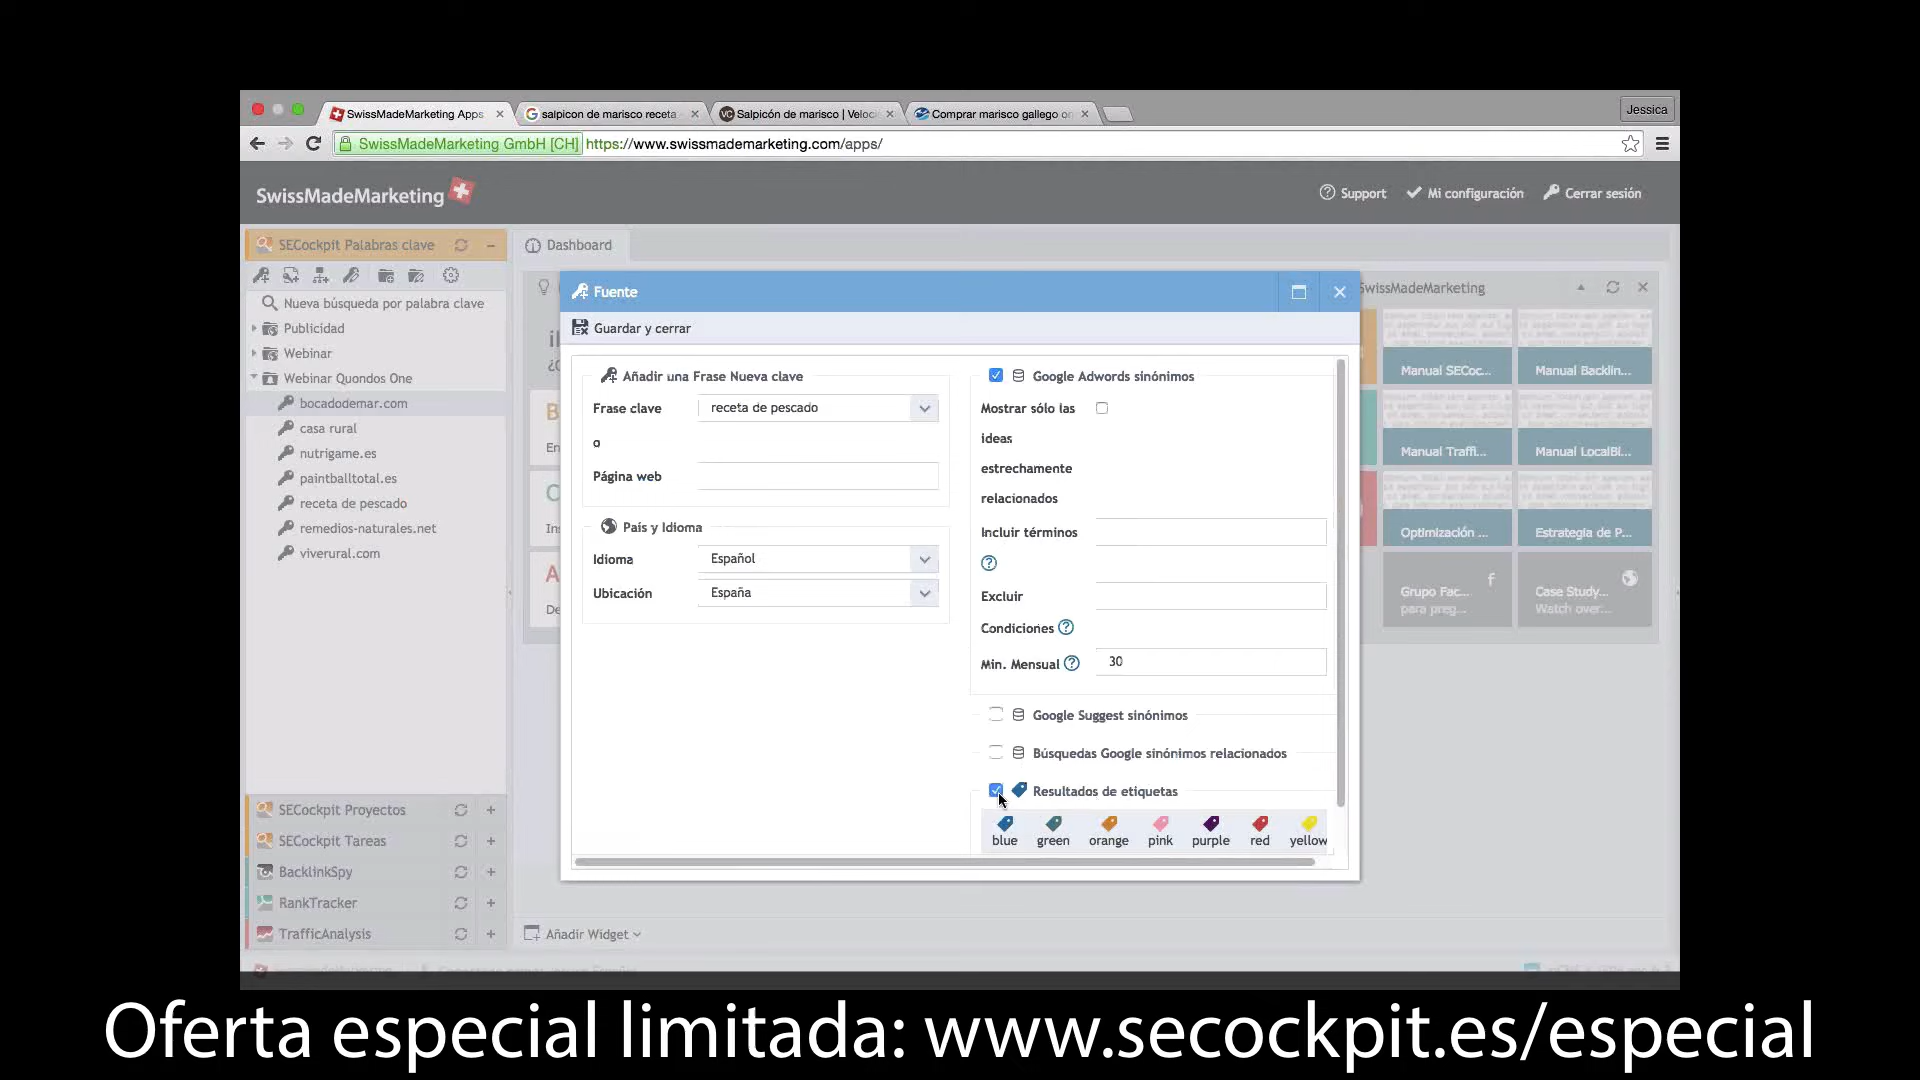 SwissMadeMarketing Apps
salpicon de marisco receta
Salpicón de marisco | Veloci
Comprar marisco gallego on
Jessica
SwissMadeMarketing GmbH [CH] https://www.swissmademarketing.com/apps/
SwissMadeMarketing
Support
Mi configuración
Cerrar sesión
SECockpit Palabras clave
Dashboard
Nueva búsqueda por palabra clave
Publicidad
Webinar
Webinar Quondos One
bocadodemar.com
casa rural
nutrigame.es
paintballtotal.es
receta de pescado
remedios-naturales.net
viverural.com
SECockpit Proyectos
SECockpit Tareas
BacklinkSpy
RankTracker
TrafficAnalysis
Fuente
Guardar y cerrar
Añadir una Frase Nueva clave
Frase clave
receta de pescado
o
Página web
País y Idioma
Idioma
Español
Ubicación
España
Google Adwords sinónimos
Mostrar sólo las
ideas
estrechamente
relacionados
Incluir términos
Excluir
Condiciones
Min. Mensual
30
Google Suggest sinónimos
Búsquedas Google sinónimos relacionados
Resultados de etiquetas
blue
green
orange
pink
purple
red
yellow
SwissMadeMarketing
Manual SECoc...
Manual Backlin...
Manual Traffi...
Manual LocalBl...
Optimización ...
Estrategia de P...
Grupo Fac...
para preg...
Case Study...
Watch over...
Añadir Widget
Oferta especial limitada: www.secockpit.es/especial